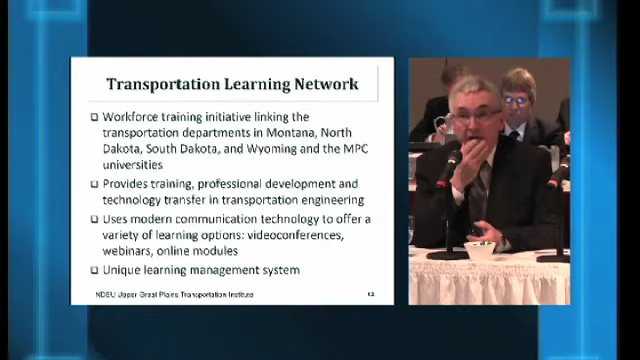 Transportation Learning Network
❑ Workforce training initiative linking the
transportation departments in Montana, North
Dakota, South Dakota, and Wyoming and the MPC
universities
❑ Provides training, professional development and
technology transfer in transportation engineering
❑ Uses modern communication technology to offer a
variety of learning options: videoconferences,
webinars, online modules
❑ Unique learning management system
NDSU Upper Great Plains Transportation Institute
12